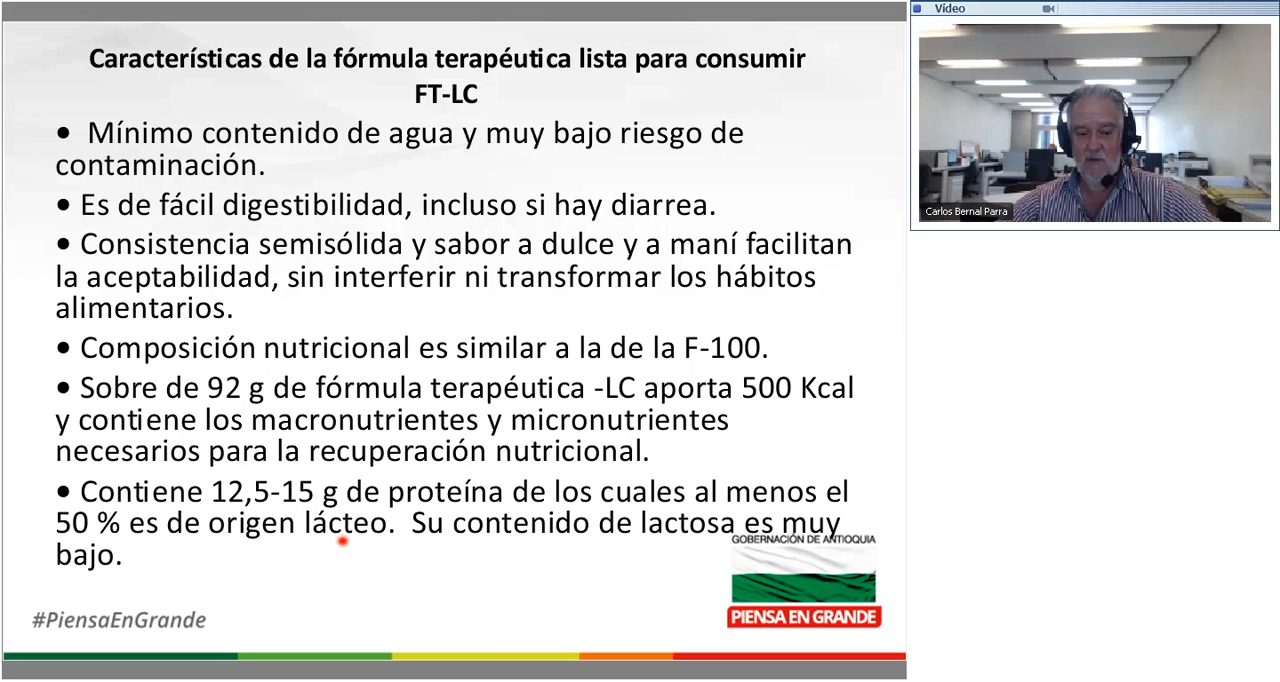 Características de la fórmula terapéutica lista para consumir
FT-LC
• Mínimo contenido de agua y muy bajo riesgo de
contaminación.
• Es de fácil digestibilidad, incluso si hay diarrea.
• Consistencia semisólida y sabor a dulce y a maní facilitan
la aceptabilidad, sin interferir ni transformar los hábitos
alimentarios.
• Composición nutricional es similar a la de la F-100.
• Sobre de 92 g de fórmula terapéutica -LC aporta 500 Kcal
y contiene los macronutrientes y micronutrientes
necesarios para la recuperación nutricional.
• Contiene 12,5-15 g de proteína de los cuales al menos el
50 % es de origen lácteo. Su contenido de lactosa es muy
bajo.
GOBERNACIÓN DE ANTIOQUIA
PIENSA EN GRANDE
#PiensaEnGrande
Vídeo
Carlos Bernal Parra